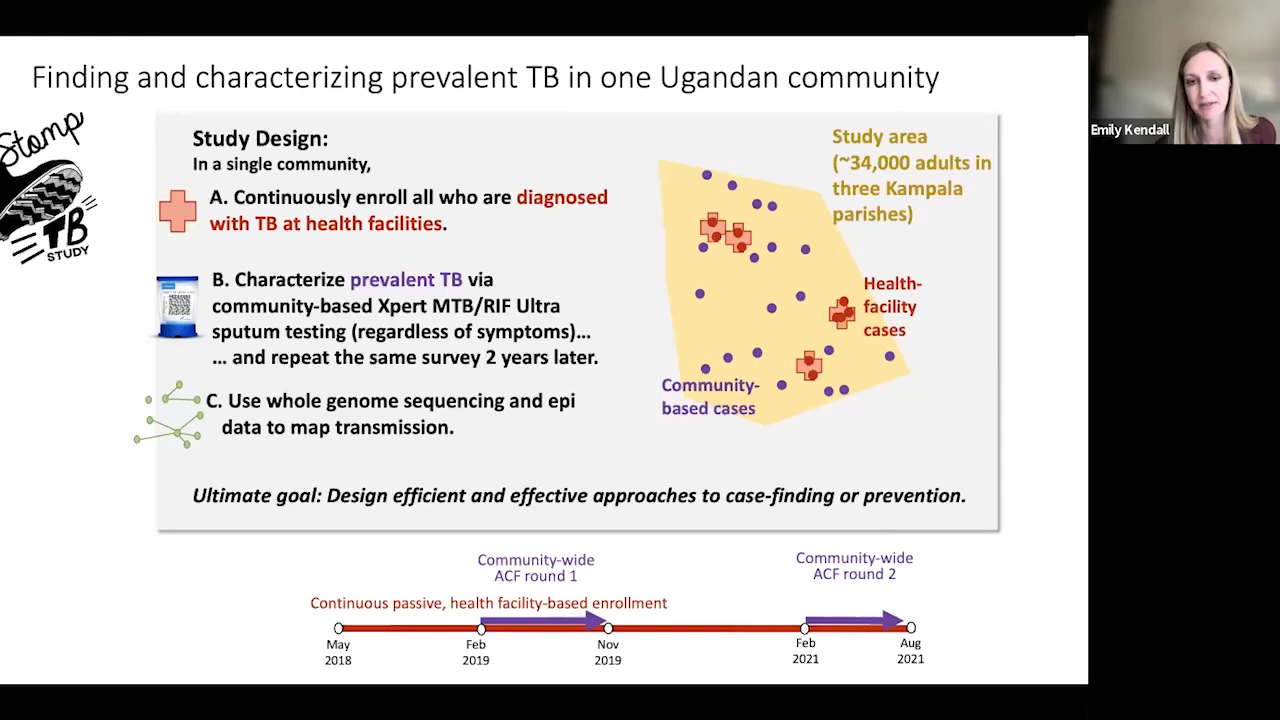 Finding and characterizing prevalent TB in one Ugandan community
Stomp
TB
STUDY
Study Design:
In a single community,
A. Continuously enroll all who are diagnosed
with TB at health facilities.
B. Characterize prevalent TB via
community-based Xpert MTB/RIF Ultra
sputum testing (regardless of symptoms)...
... and repeat the same survey 2 years later.
C. Use whole genome sequencing and epi
data to map transmission.
Study area
(~34,000 adults in
three Kampala
parishes)
Health-
facility
cases
Community-
based cases
Ultimate goal: Design efficient and effective approaches to case-finding or prevention.
Community-wide
ACF round 1
Community-wide
ACF round 2
Continuous passive, health facility-based enrollment
May
2018
Feb
2019
Nov
2019
Feb
2021
Aug
2021
Emily Kendall